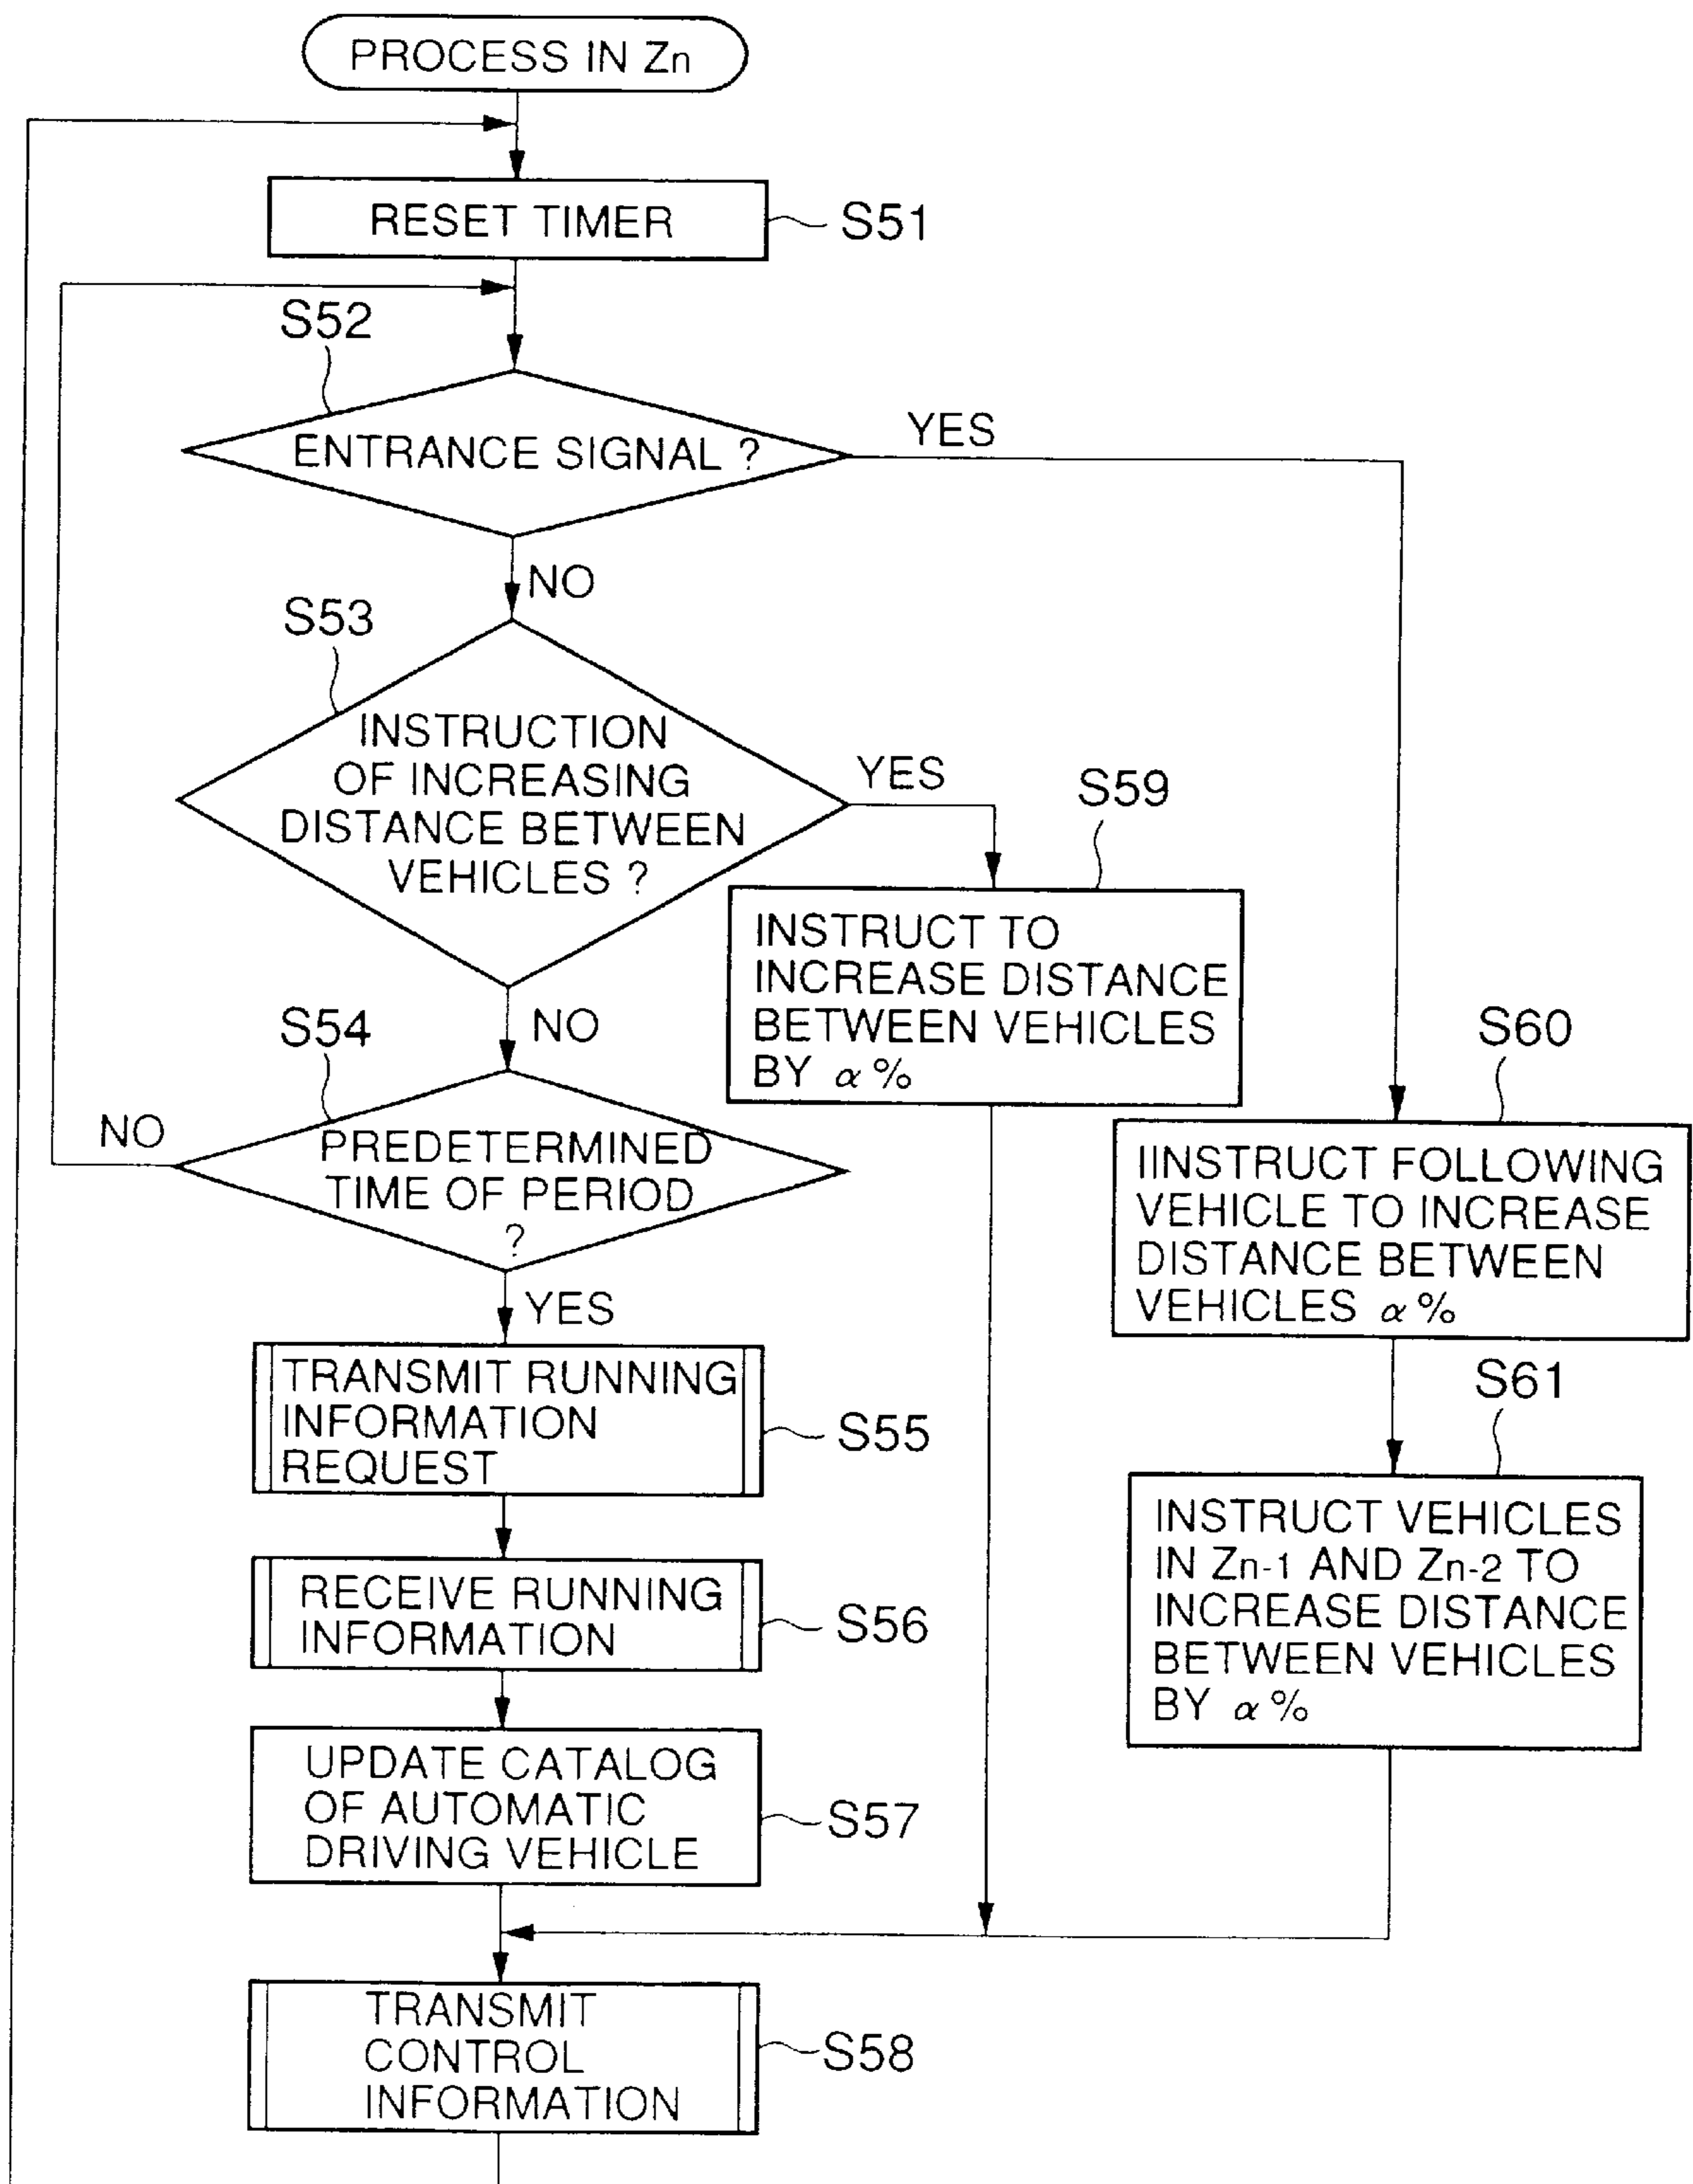 PROCESS IN Zn
RESET TIMER
S51
S52
ENTRANCE SIGNAL ?
YES
NO
S53
INSTRUCTION
OF INCREASING
DISTANCE BETWEEN
VEHICLES ?
YES
S59
INSTRUCT TO
INCREASE DISTANCE
BETWEEN VEHICLES
BY α %
NO
S54
NO
PREDETERMINED
TIME OF PERIOD
?
YES
S60
IINSTRUCT FOLLOWING
VEHICLE TO INCREASE
DISTANCE BETWEEN
VEHICLES α %
S61
INSTRUCT VEHICLES
IN Zn-1 AND Zn-2 TO
INCREASE DISTANCE
BETWEEN VEHICLES
BY α %
TRANSMIT RUNNING
INFORMATION
REQUEST
S55
RECEIVE RUNNING
INFORMATION
S56
UPDATE CATALOG
OF AUTOMATIC
DRIVING VEHICLE
S57
TRANSMIT
CONTROL
INFORMATION
S58